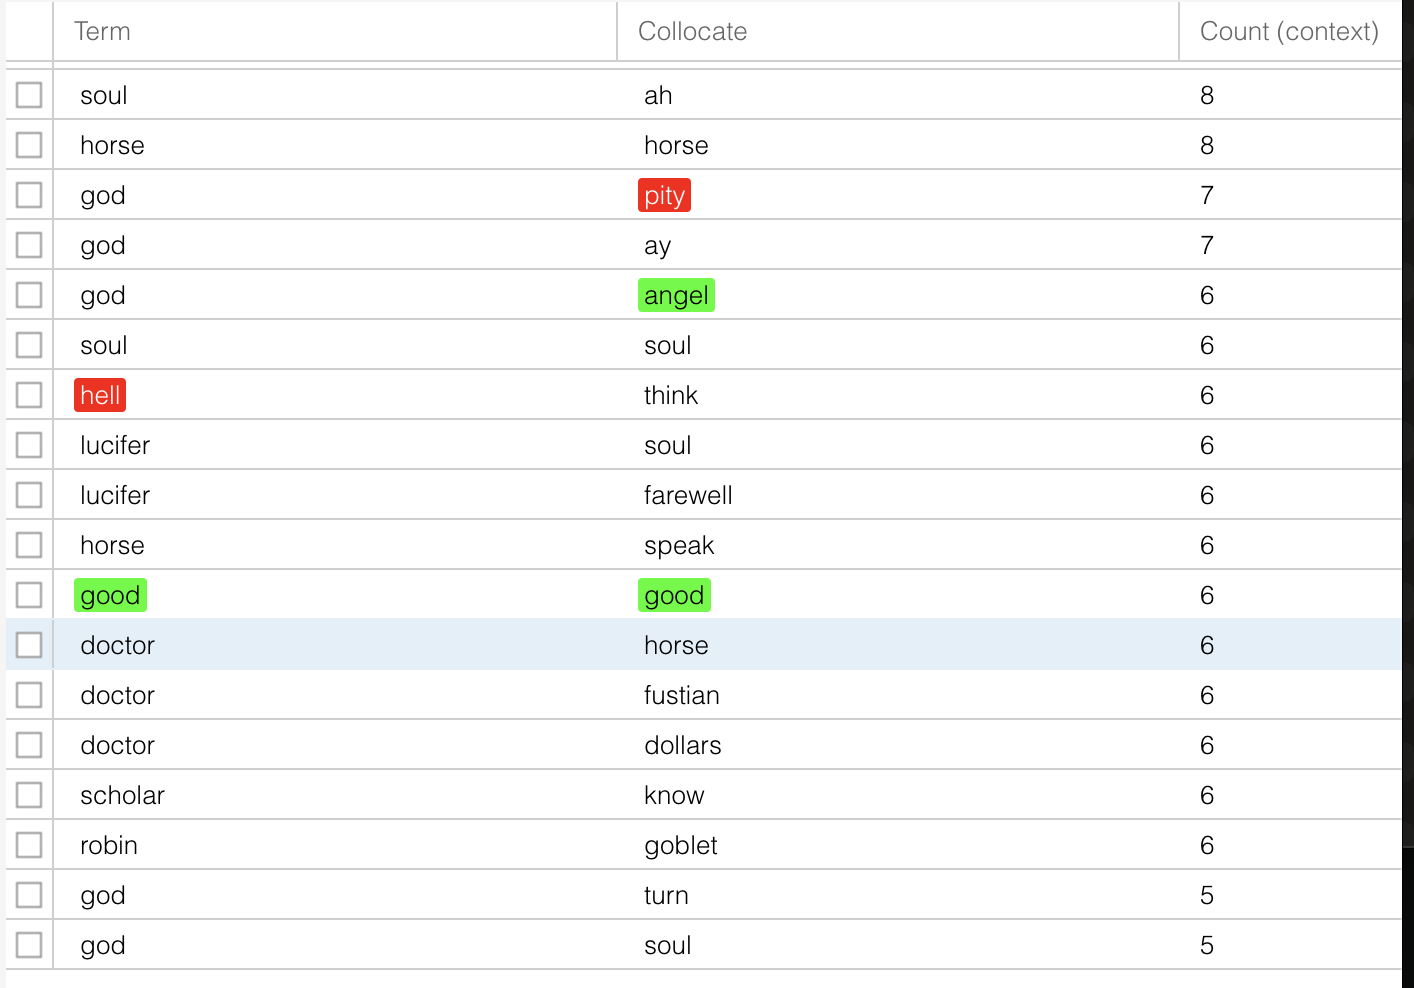 Term Collocate Count (context)
soul ah 8
horse horse 8
god pity 7
god ay 7
god angel 6
soul soul 6
hell think 6
lucifer soul 6
lucifer farewell 6
horse speak 6
good good 6
doctor horse 6
doctor fustian 6
doctor dollars 6
scholar know 6
robin goblet 6
god turn 5
god soul 5